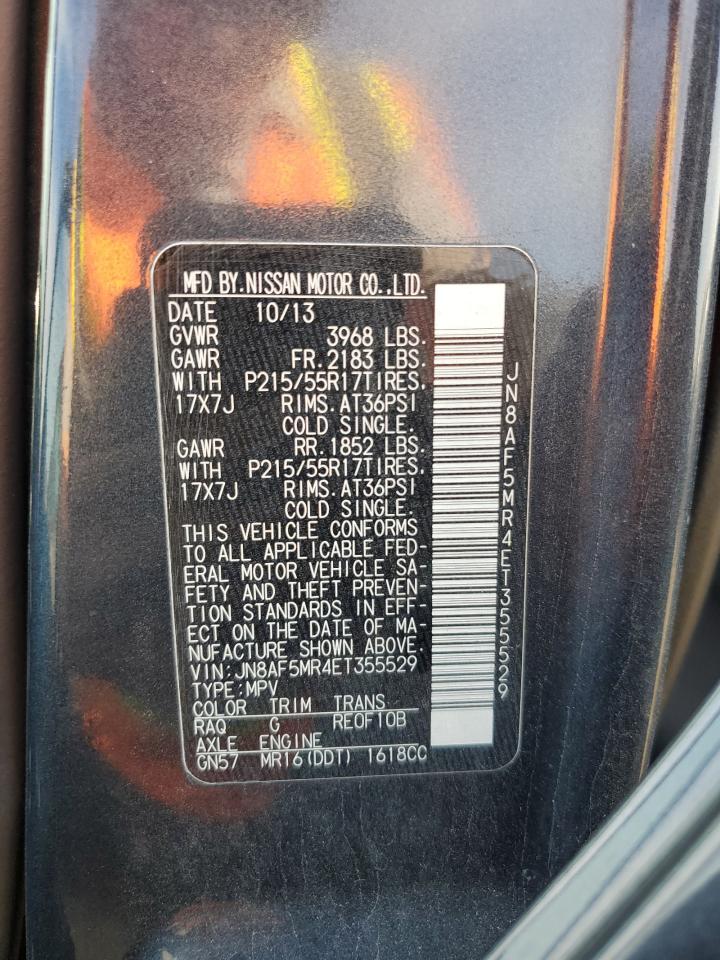 MFD BY.NISSAN MOTOR CO.,LTD.
DATE 10/13
GVWR 3968 LBS.
GAWR FR.2183 LBS.
WITH P215/55R17TIRES,
17X7J RIMS.AT36PSI
COLD SINGLE.
GAWR RR.1852 LBS.
WITH P215/55R17TIRES,
17X7J RIMS.AT36PSI
COLD SINGLE.
THIS VEHICLE CONFORMS
TO ALL APPLICABLE FED-
ERAL MOTOR VEHICLE SA-
FETY AND THEFT PREVEN-
TION STANDARDS IN EFF-
ECT ON THE DATE OF MA-
NUFACTURE SHOWN ABOVE.
VIN:JN8AF5MR4ET355529
TYPE:MPV
COLOR TRIM TRANS
RAQ G RE0F10B
AXLE ENGINE
GN57 MR16(DDT) 1618CC
JN8AF5MR4ET355529